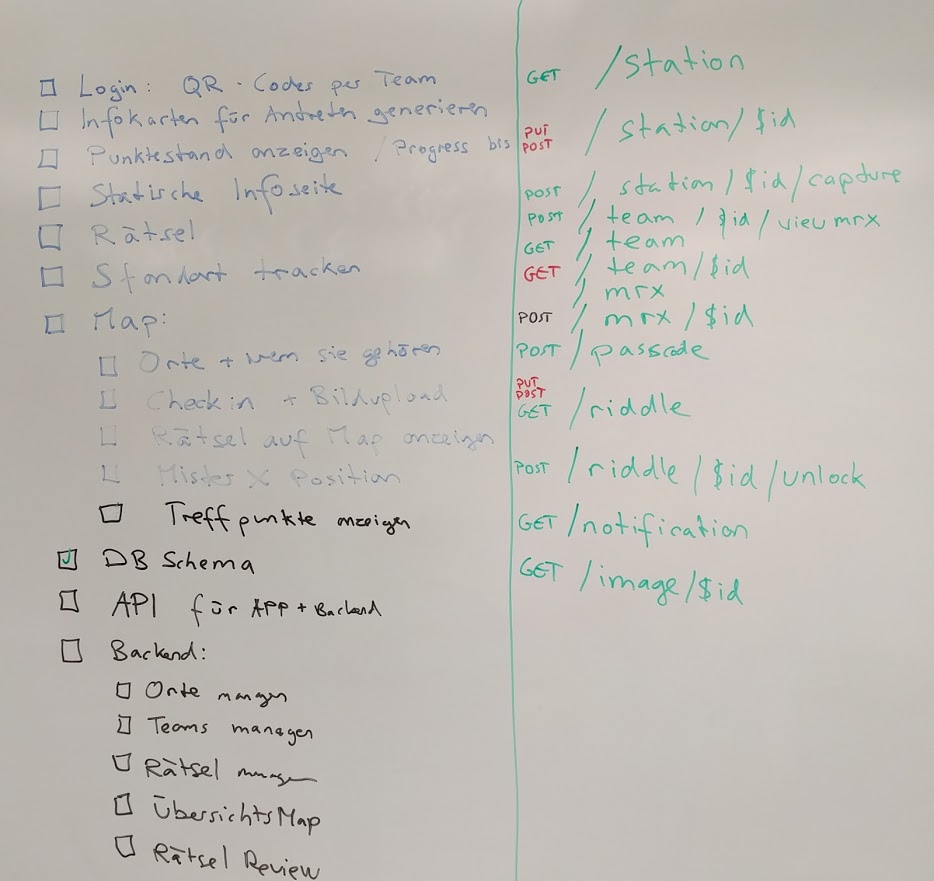 Login: QR-Codes per Team
Infokarten für Andreten generieren
Punktestand anzeigen / Progress bis
Statische Infoseite
Rätsel
Standort tracken
Map:
Orte + wem sie gehören
Check in + Bildupload
Rätsel auf Map anzeigen
Mister X Position
Treffpunkte anzeigen
DB Schema
API für APP + Backend
Backend:
Orte managen
Teams managen
Rätsel managen
ÜbersichtsMap
Rätsel Review
GET /station
PUT
POST /station/$id
POST /station/$id/capture
POST /team/$id/viewmrx
GET /team
GET /team/$id
/mrx
POST /mrx/$id
POST /passcode
PUT
POST
GET /riddle
POST /riddle/$id/unlock
GET /notification
GET /image/$id